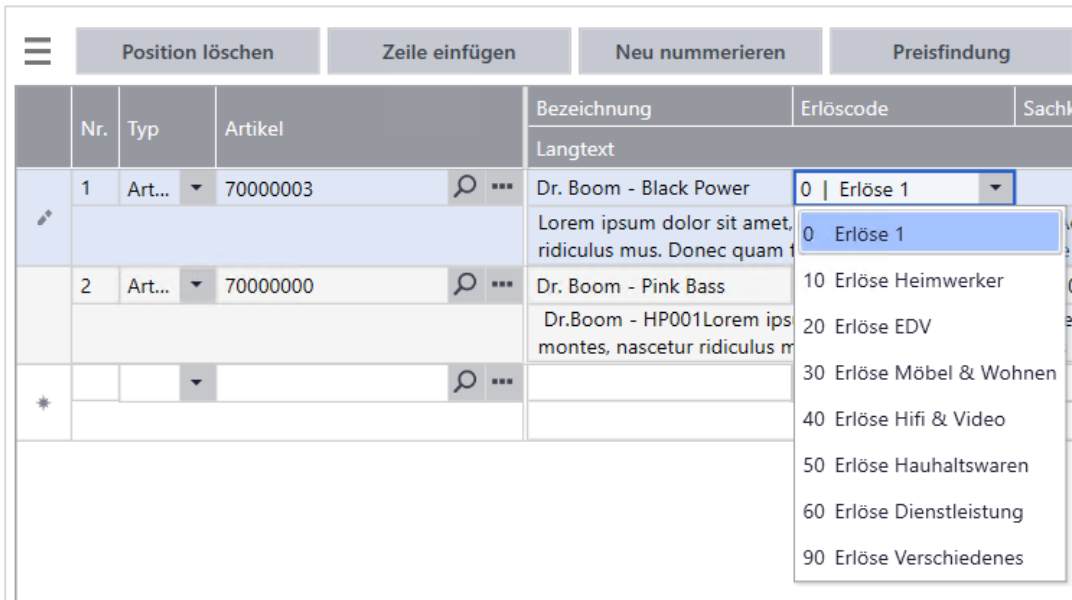 Position löschen Zeile einfügen Neu nummerieren Preisfindung
Nr. Typ Artikel Bezeichnung Erlöscode
Langtext
1 Art... 70000003 Dr. Boom - Black Power 0 | Erlöse 1
Lorem ipsum dolor sit amet,
ridiculus mus. Donec quam
2 Art... 70000000 Dr. Boom - Pink Bass
Dr.Boom - HP001Lorem
montes, nascetur ridiculus
0 Erlöse 1
10 Erlöse Heimwerker
20 Erlöse EDV
30 Erlöse Möbel & Wohnen
40 Erlöse Hifi & Video
50 Erlöse Hauhaltswaren
60 Erlöse Dienstleistung
90 Erlöse Verschiedenes